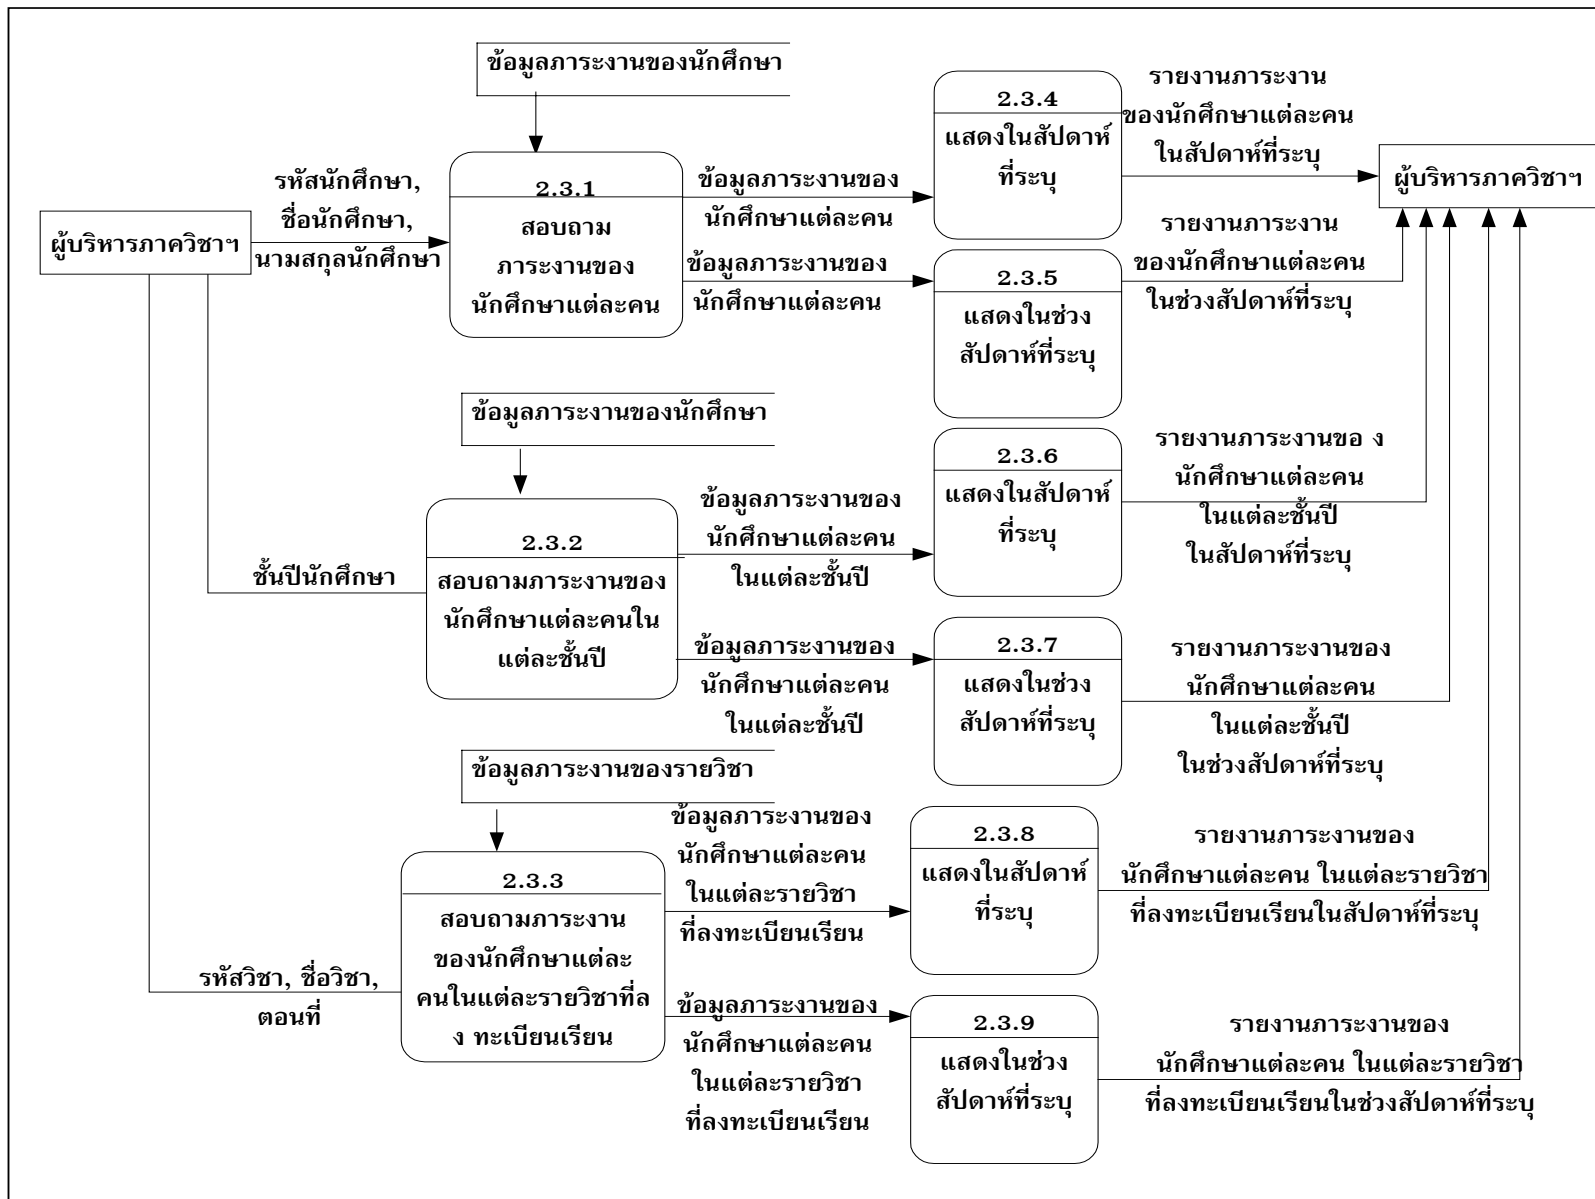 ข้อมูลภาระงานของนักศึกษา
2.3.4
แสดงในสัปดาห์
ที่ระบุ
รายงานภาระงาน
ของนักศึกษาแต่ละคน
ในสัปดาห์ที่ระบุ
ผู้บริหารภาควิชาฯ
รหัสนักศึกษา,
ชื่อนักศึกษา,
นามสกุลนักศึกษา
ผู้บริหารภาควิชาฯ
2.3.1
สอบถาม
ภาระงานของ
นักศึกษาแต่ละคน
ข้อมูลภาระงานของ
นักศึกษาแต่ละคน
ข้อมูลภาระงานของ
นักศึกษาแต่ละคน
2.3.5
แสดงในช่วง
สัปดาห์ที่ระบุ
รายงานภาระงาน
ของนักศึกษาแต่ละคน
ในช่วงสัปดาห์ที่ระบุ
ข้อมูลภาระงานของนักศึกษา
2.3.2
สอบถามภาระงานของ
นักศึกษาแต่ละคนใน
แต่ละชั้นปี
ชั้นปีนักศึกษา
ข้อมูลภาระงานของ
นักศึกษาแต่ละคน
ในแต่ละชั้นปี
2.3.6
แสดงในสัปดาห์
ที่ระบุ
รายงานภาระงานขอ ง
นักศึกษาแต่ละคน
ในแต่ละชั้นปี
ในสัปดาห์ที่ระบุ
ข้อมูลภาระงานของ
นักศึกษาแต่ละคน
ในแต่ละชั้นปี
2.3.7
แสดงในช่วง
สัปดาห์ที่ระบุ
รายงานภาระงานของ
นักศึกษาแต่ละคน
ในแต่ละชั้นปี
ในช่วงสัปดาห์ที่ระบุ
ข้อมูลภาระงานของรายวิชา
2.3.3
สอบถามภาระงาน
ของนักศึกษาแต่ละ
คนในแต่ละรายวิชาที่ล
ง ทะเบียนเรียน
รหัสวิชา, ชื่อวิชา,
ตอนที่
ข้อมูลภาระงานของ
นักศึกษาแต่ละคน
ในแต่ละรายวิชา
ที่ลงทะเบียนเรียน
2.3.8
แสดงในสัปดาห์
ที่ระบุ
รายงานภาระงานของ
นักศึกษาแต่ละคน ในแต่ละรายวิชา
ที่ลงทะเบียนเรียนในสัปดาห์ที่ระบุ
ข้อมูลภาระงานของ
นักศึกษาแต่ละคน
ในแต่ละรายวิชา
ที่ลงทะเบียนเรียน
2.3.9
แสดงในช่วง
สัปดาห์ที่ระบุ
รายงานภาระงานของ
นักศึกษาแต่ละคน ในแต่ละรายวิชา
ที่ลงทะเบียนเรียนในช่วงสัปดาห์ที่ระบุ